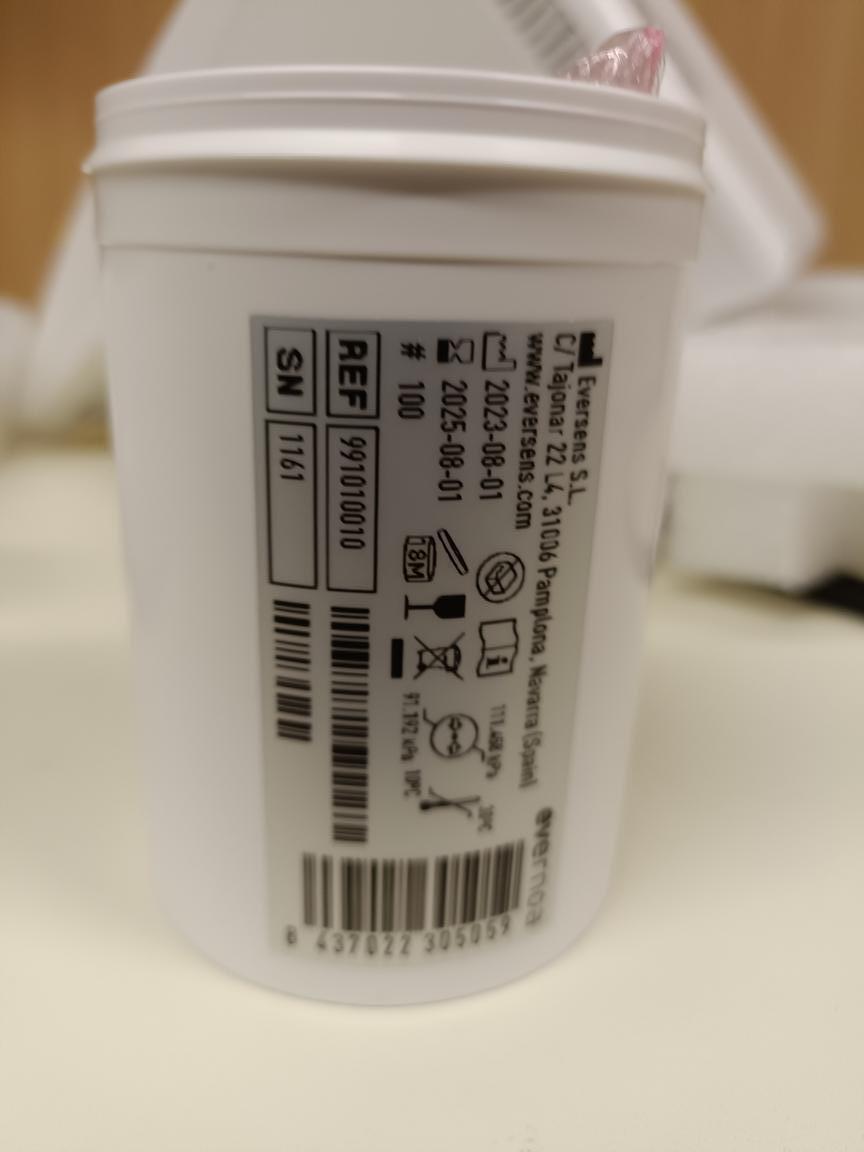 Eversens S.L.
C/ Tajonar 22 L4, 31006 Pamplona, Navarra (Spain)
www.eversens.com
evernoa
2023-08-01
2025-08-01
# 100
18M
111.458 kPa
91.192 kPa
30ºC
10ºC
REF 991010010
SN 1161
8 437022 305059